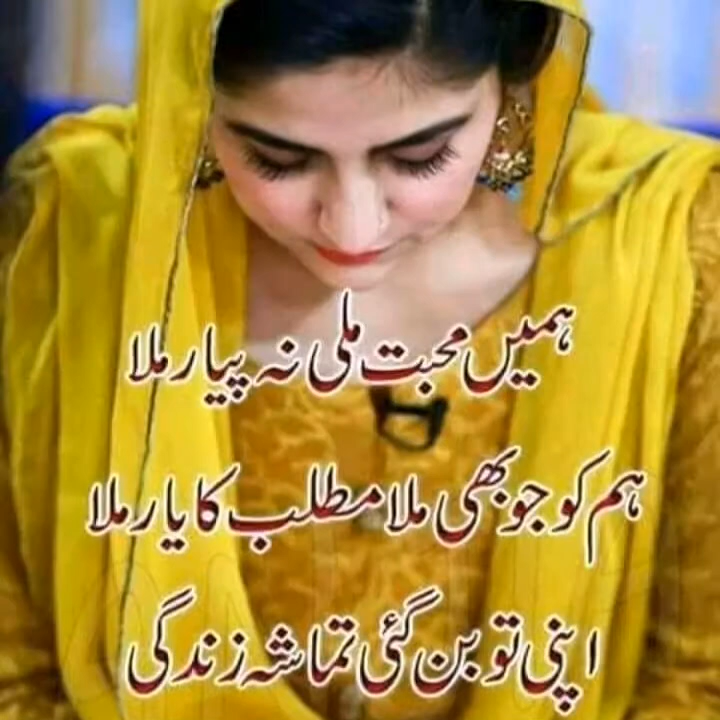 ہمیں محبت ملی نہ پیار ملا
ہم کو جو بھی ملا مطلب کا یار ملا
اپنی تو بن گئی تماشہ زندگی